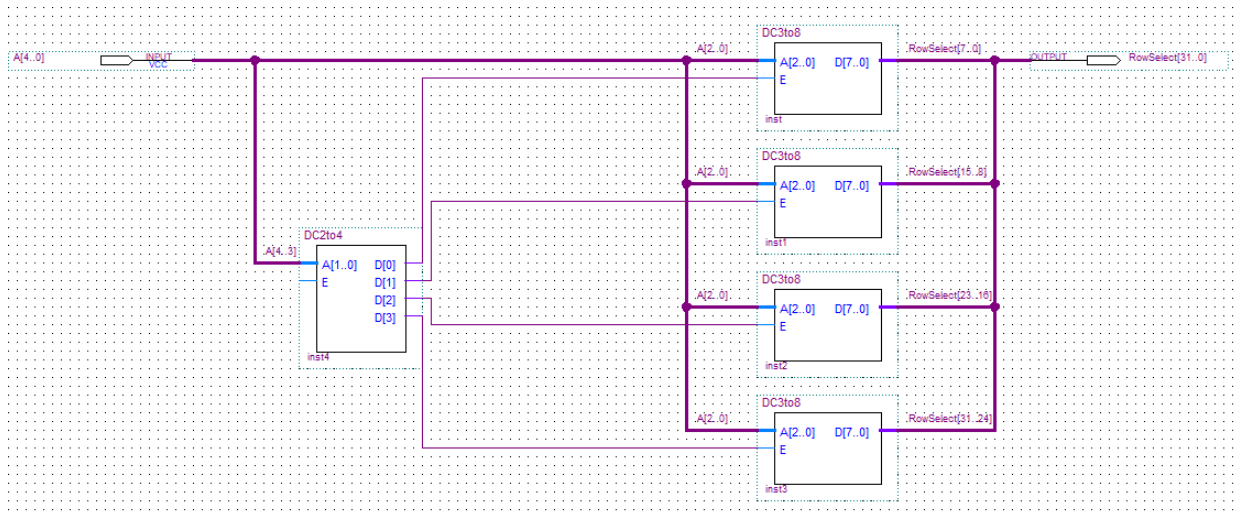 A[4..0]
INPUT
VCC
A[2..0]
DC3to8
A[2..0]
D[7..0]
E
inst
RowSelect[7..0]
OUTPUT
RowSelect[31..0]
A[2..0]
DC3to8
A[2..0]
D[7..0]
E
inst1
RowSelect[15..8]
A[4..3]
DC2to4
A[1..0]
D[0]
E
D[1]
D[2]
D[3]
inst4
A[2..0]
DC3to8
A[2..0]
D[7..0]
E
inst2
RowSelect[23..16]
A[2..0]
DC3to8
A[2..0]
D[7..0]
E
inst3
RowSelect[31..24]